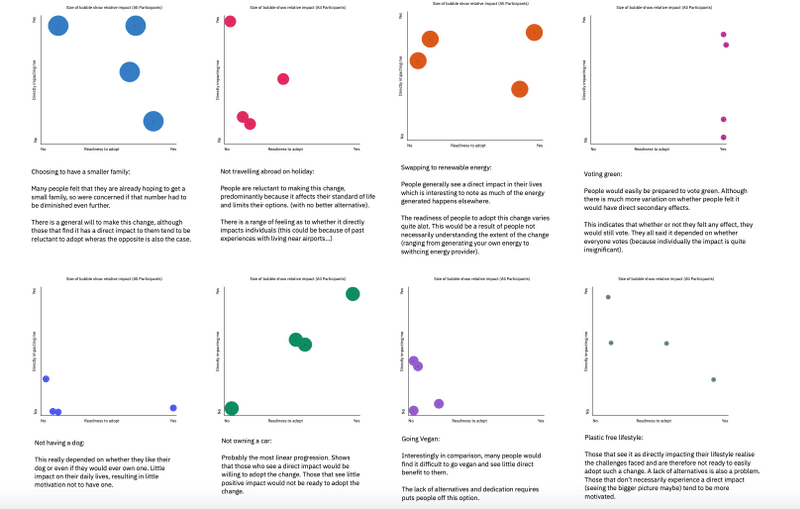 Size of bubble show relative impact (All Participants)
Yes
Directly impacting me
No
No
Readiness to adopt
Yes
Choosing to have a smaller family:
Many people felt that they are already hoping to get a
small family, so were concerned if that number had to
be diminished even further.
There is a general will to make this change, although
those that find it has a direct impact to them tend to be
reluctant to adopt wheras the opposite is also the case.
Size of bubble show relative impact (All Participants)
Yes
Directly impacting me
No
No
Readiness to adopt
Yes
Not travelling abroad on holiday:
People are reluctant to making this change,
predominantly because it affects their standard of life
and limits their options. (with no better alternative).
There is a range of feeling as to whether it directly
impacts individuals (this could be because of past
experiences with living near airports...)
Size of bubble show relative impact (All Participants)
Yes
Directly impacting me
No
No
Readiness to adopt
Yes
Swapping to renewable energy:
People generally see a direct impact in their lives
which is interesting to note as much of the energy
generated happens elsewhere.
The readiness of people to adopt this change varies
quite alot. This would be a result of people not
necessarily understanding the extent of the change
(ranging from generating your own energy to
swithcing energy provider).
Size of bubble show relative impact (All Participants)
Yes
Directly impacting me
No
No
Readiness to adopt
Yes
Voting green:
People would easily be prepared to vote green. Although
there is much more variation on whether people felt it
would have direct secondary effects.
This indicates that whether or not they felt any effect, they
would still vote. They all said it depended on whether
everyone votes (because individually the impact is quite
insignificant).
Size of bubble show relative impact (All Participants)
Yes
Directly impacting me
No
No
Readiness to adopt
Yes
Not having a dog:
This really depended on whether they like their
dog or even if they would ever own one. Little
impact on their daily lives, resulting in little
motivation not to have one.
Size of bubble show relative impact (All Participants)
Yes
Directly impacting me
No
No
Readiness to adopt
Yes
Not owning a car:
Probably the most linear progression. Shows
that those who see a direct impact would be
willing to adopt the change. Those that see little
positive impact would not be ready to adopt the
change.
Size of bubble show relative impact (All Participants)
Yes
Directly impacting me
No
No
Readiness to adopt
Yes
Going Vegan:
Interestingly in comparison, many people would
find it difficult to go vegan and see little direct
benefit to them.
The lack of alternatives and dedication requires
puts people off this option.
Size of bubble show relative impact (All Participants)
Yes
Directly impacting me
No
No
Readiness to adopt
Yes
Plastic free lifestyle:
Those that see it as directly impacting their lifestyle realise
the challenges faced and are therefore not ready to easily
adopt such a change. A lack of alternatives is also a problem.
Those that don't necessarily experience a direct impact
(seeing the bigger picture maybe) tend to be more
motivated.